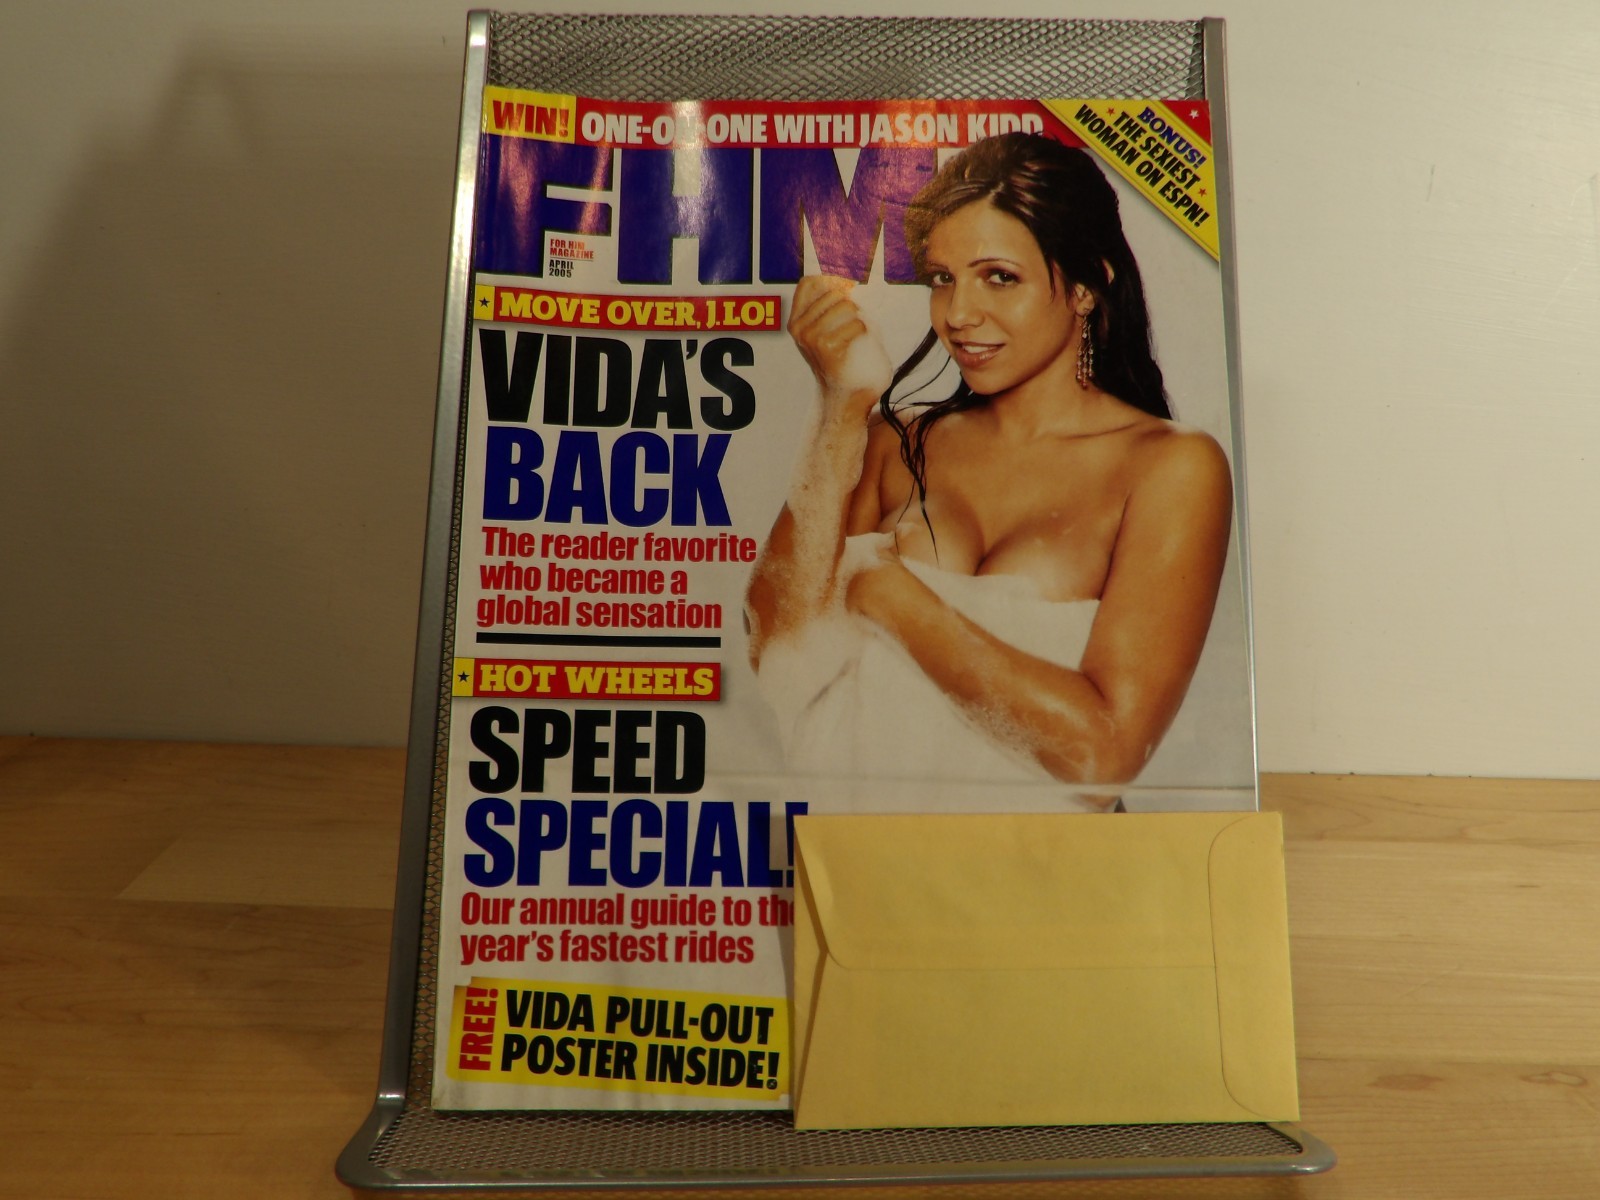 WIN! ONE-ON-ONE WITH JASON KIDD
BONUS!
THE SEXIEST
WOMAN ON ESPN!
FHM
FOR HIM
MAGAZINE
APRIL
2005
MOVE OVER, J.LO!
VIDA'S
BACK
The reader favorite
who became a
global sensation
HOT WHEELS
SPEED
SPECIAL!
Our annual guide to the
year's fastest rides
FREE!
VIDA PULL-OUT
POSTER INSIDE!